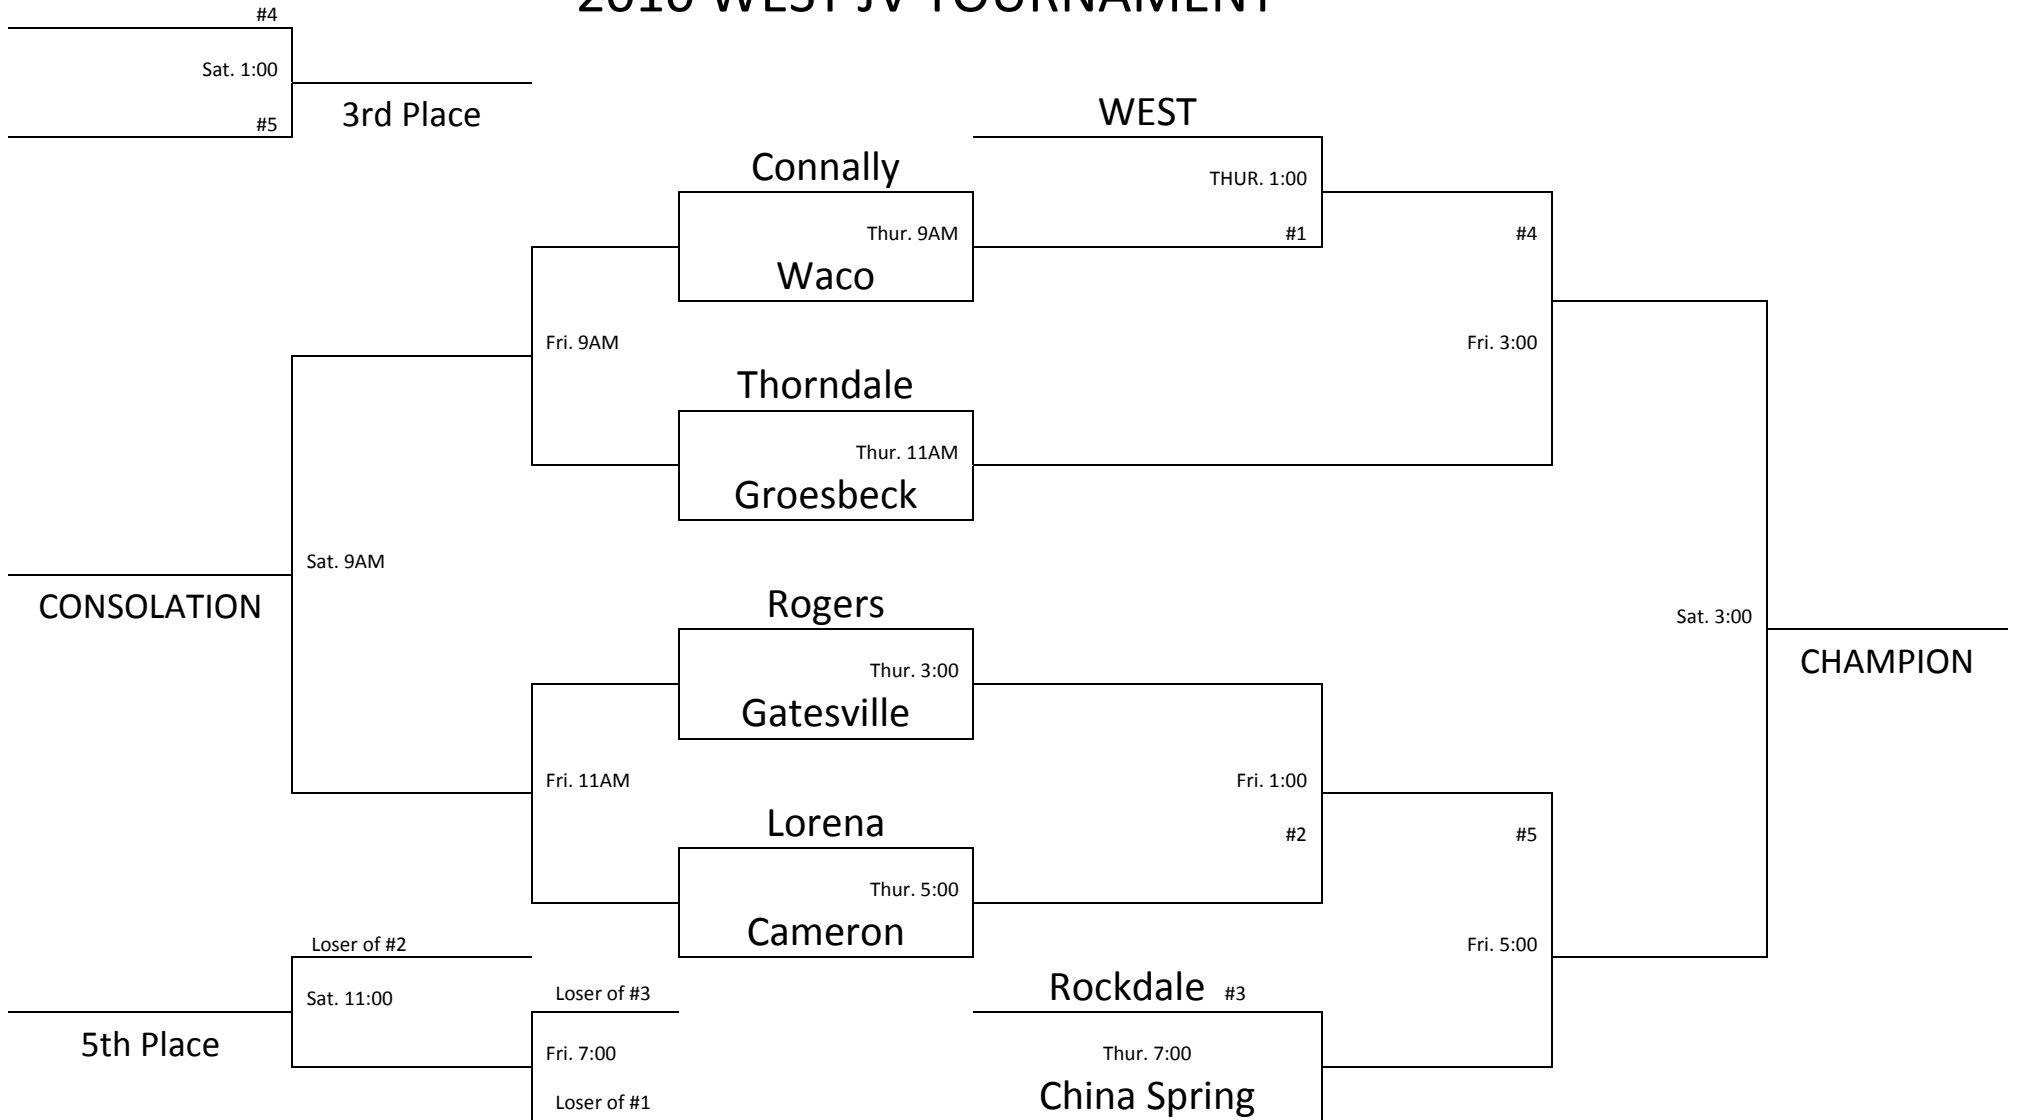 2010 WEST JV TOURNAMENT
#4
Sat. 1:00
#5
3rd Place
WEST
Connally
THUR. 1:00
Thur. 9AM
#1
#4
Waco
Fri. 9AM
Fri. 3:00
Thorndale
Thur. 11AM
Groesbeck
Sat. 9AM
CONSOLATION
Rogers
Sat. 3:00
Thur. 3:00
CHAMPION
Gatesville
Fri. 11AM
Fri. 1:00
Lorena
#2
#5
Thur. 5:00
Cameron
Loser of #2
Fri. 5:00
Sat. 11:00
Loser of #3
Rockdale #3
5th Place
Fri. 7:00
Thur. 7:00
Loser of #1
China Spring